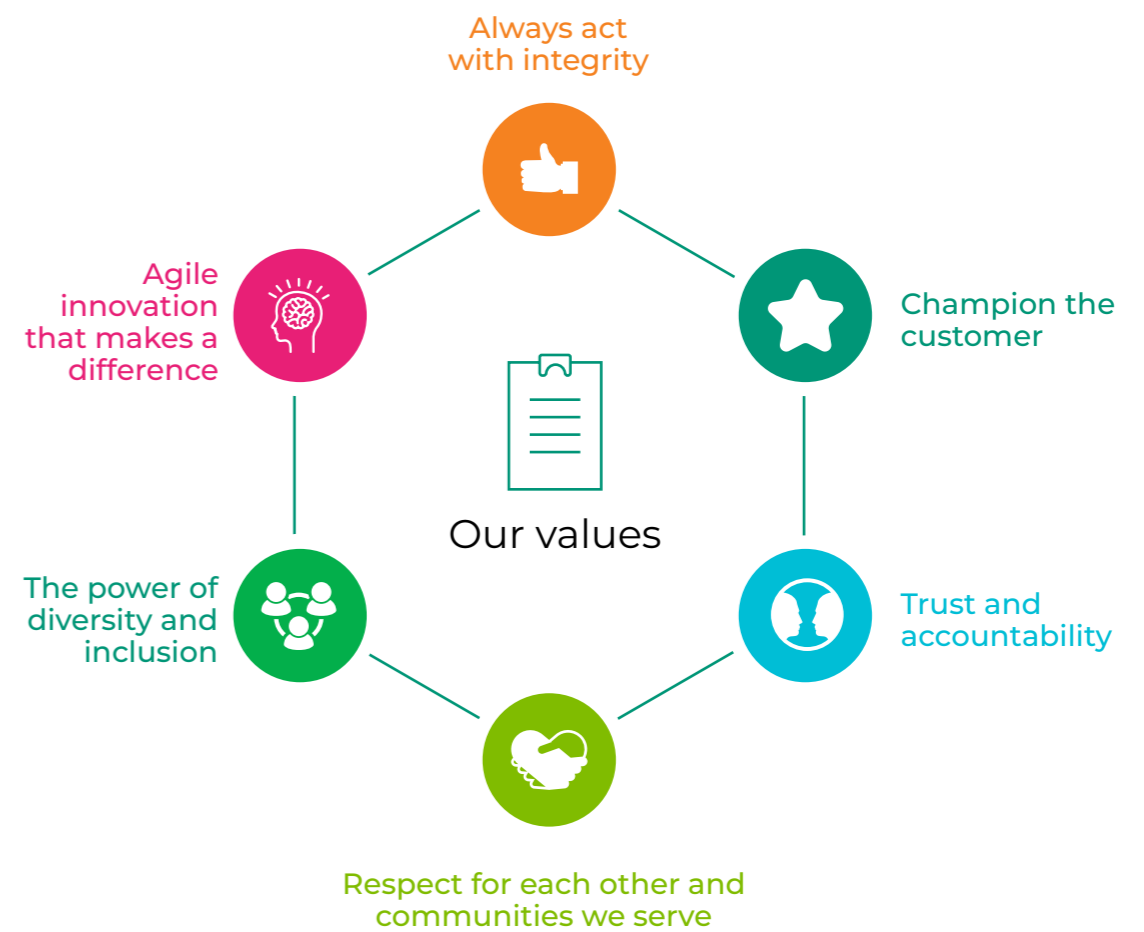 Always act
with integrity
Agile
innovation
that makes a
difference
Champion the
customer
Our values
The power of
diversity and
inclusion
Trust and
accountability
Respect for each other and
communities we serve